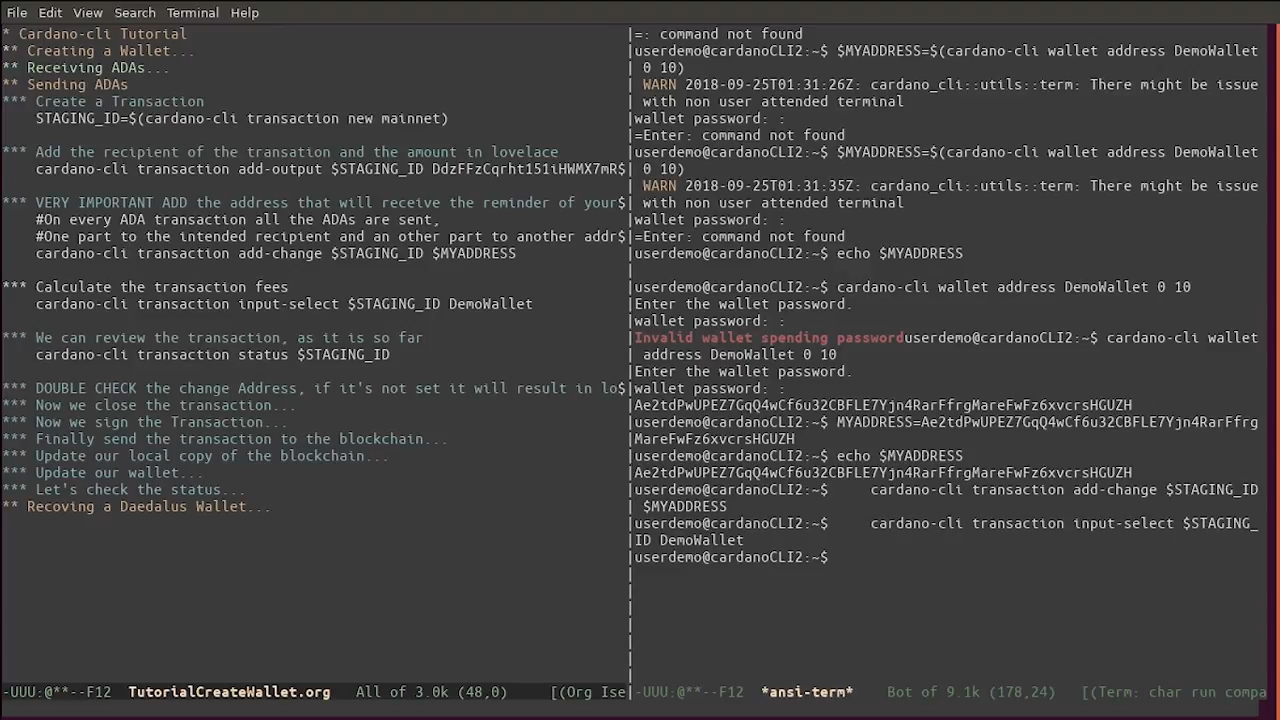 File Edit View Search Terminal Help
* Cardano-cli Tutorial
** Creating a Wallet...
** Receiving ADAs...
** Sending ADAs
*** Create a Transaction
STAGING_ID=$(cardano-cli transaction new mainnet)
*** Add the recipient of the transation and the amount in lovelace
cardano-cli transaction add-output $STAGING_ID DdzFFzCqrht151iHWMX7mR$
*** VERY IMPORTANT ADD the address that will receive the reminder of your$
#On every ADA transaction all the ADAs are sent,
#One part to the intended recipient and an other part to another addr$
cardano-cli transaction add-change $STAGING_ID $MYADDRESS
*** Calculate the transaction fees
cardano-cli transaction input-select $STAGING_ID DemoWallet
*** We can review the transaction, as it is so far
cardano-cli transaction status $STAGING_ID
*** DOUBLE CHECK the change Address, if it's not set it will result in lo$
*** Now we close the transaction...
*** Now we sign the Transaction...
*** Finally send the transaction to the blockchain...
*** Update our local copy of the blockchain...
*** Update our wallet...
*** Let's check the status...
** Recoving a Daedalus Wallet...
-UUU:@**--F12 TutorialCreateWallet.org All of 3.0k (48,0) [(Org Ise
=: command not found
userdemo@cardanoCLI2:~$ $MYADDRESS=$(cardano-cli wallet address DemoWallet
0 10)
WARN 2018-09-25T01:31:26Z: cardano_cli::utils::term: There might be issue
with non user attended terminal
wallet password: :
=Enter: command not found
userdemo@cardanoCLI2:~$ $MYADDRESS=$(cardano-cli wallet address DemoWallet
0 10)
WARN 2018-09-25T01:31:35Z: cardano_cli::utils::term: There might be issue
with non user attended terminal
wallet password: :
=Enter: command not found
userdemo@cardanoCLI2:~$ echo $MYADDRESS
userdemo@cardanoCLI2:~$ cardano-cli wallet address DemoWallet 0 10
Enter the wallet password.
wallet password: :
Invalid wallet spending passworduserdemo@cardanoCLI2:~$ cardano-cli wallet
address DemoWallet 0 10
Enter the wallet password.
wallet password: :
Ae2tdPwUPEZ7GqQ4wCf6u32CBFLE7Yjn4RarFfrgMareFwFz6xvcrsHGUZH
userdemo@cardanoCLI2:~$ MYADDRESS=Ae2tdPwUPEZ7GqQ4wCf6u32CBFLE7Yjn4RarFfrg
MareFwFz6xvcrsHGUZH
userdemo@cardanoCLI2:~$ echo $MYADDRESS
Ae2tdPwUPEZ7GqQ4wCf6u32CBFLE7Yjn4RarFfrgMareFwFz6xvcrsHGUZH
userdemo@cardanoCLI2:~$ cardano-cli transaction add-change $STAGING_ID
$MYADDRESS
userdemo@cardanoCLI2:~$ cardano-cli transaction input-select $STAGING_
ID DemoWallet
userdemo@cardanoCLI2:~$
-UUU:@**--F12 *ansi-term* Bot of 9.1k (178,24) [(Term: char run compa